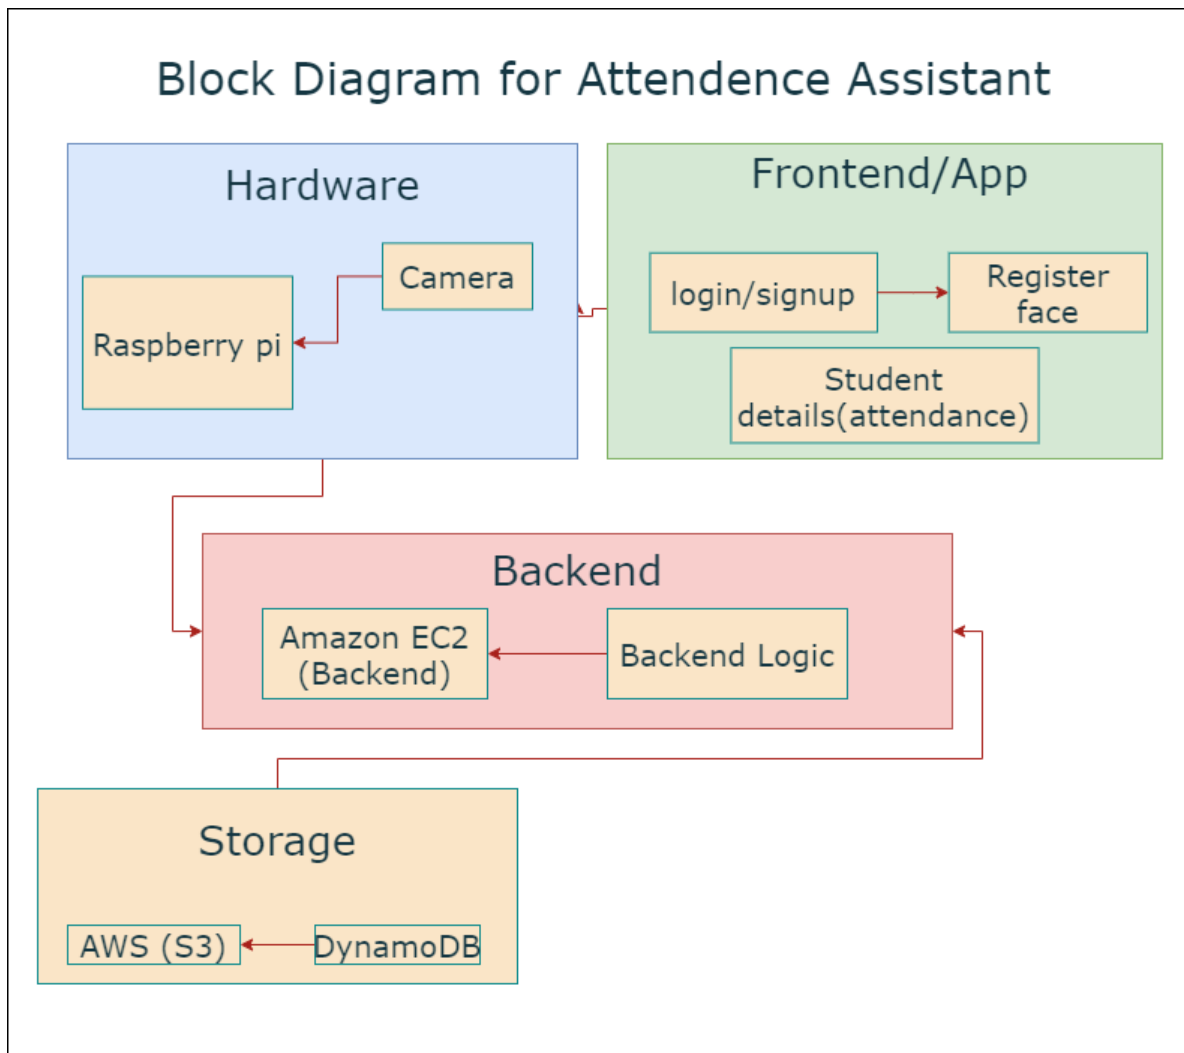 Block Diagram for Attendence Assistant
Hardware
Camera
Raspberry pi
Frontend/App
login/signup
Register
face
Student
details(attendance)
Backend
Amazon EC2
(Backend)
Backend Logic
Storage
AWS (S3)
DynamoDB